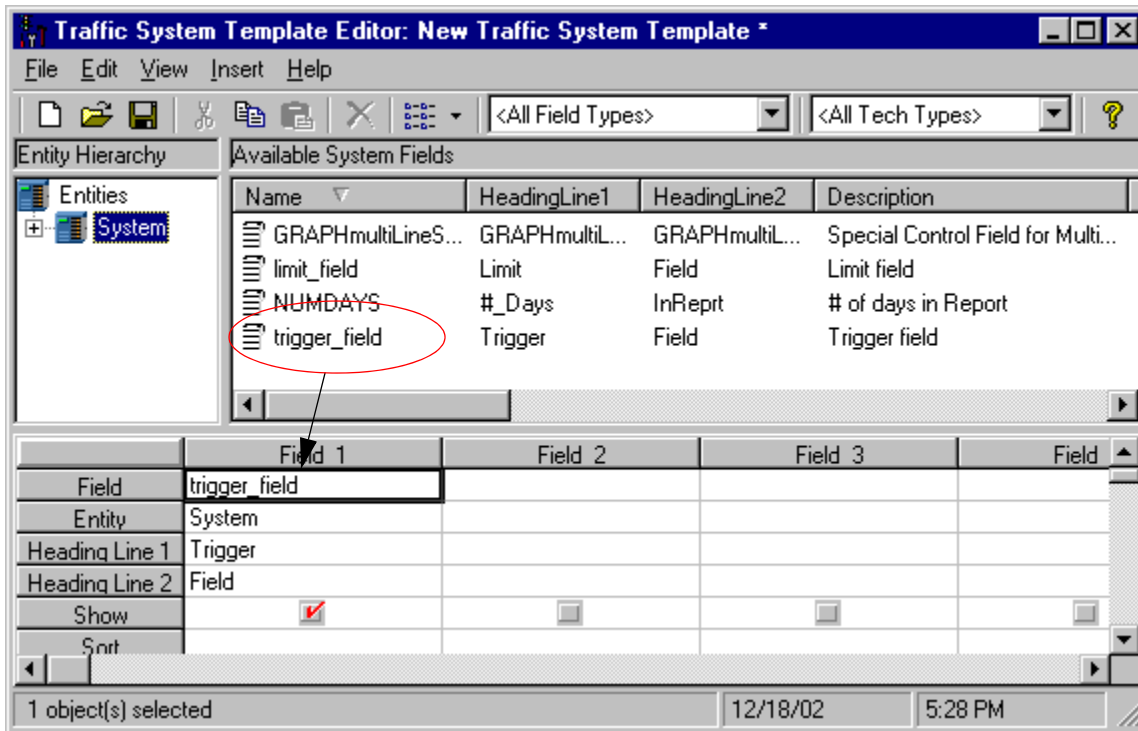 Traffic System Template Editor: New Traffic System Template *
File Edit View Insert Help
<All Field Types> <All Tech Types>
Entity Hierarchy Available System Fields
Entities
System
Name HeadingLine1 HeadingLine2 Description
GRAPHmultiLineS... GRAPHmultiL... GRAPHmultiL... Special Control Field for Multi...
limit_field Limit Field Limit field
NUMDAYS #_Days InReprt # of days in Report
trigger_field Trigger Field Trigger field
Field 1 Field 2 Field 3 Field
Field trigger_field
Entity System
Heading Line 1 Trigger
Heading Line 2 Field
Show
Sort
1 object(s) selected 12/18/02 5:28 PM